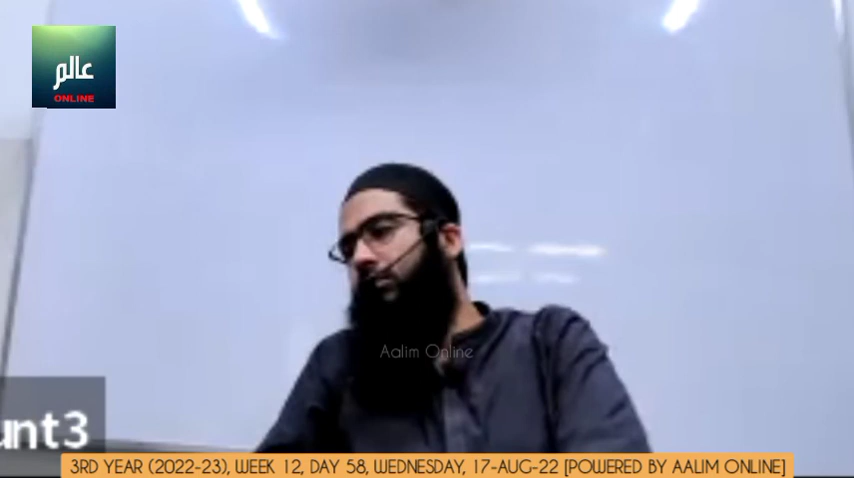 عالم
ONLINE
Aalim Online
unt3
3RD YEAR (2022-23), WEEK 12, DAY 58, WEDNESDAY, 17-AUG-22 [POWERED BY AALIM ONLINE]